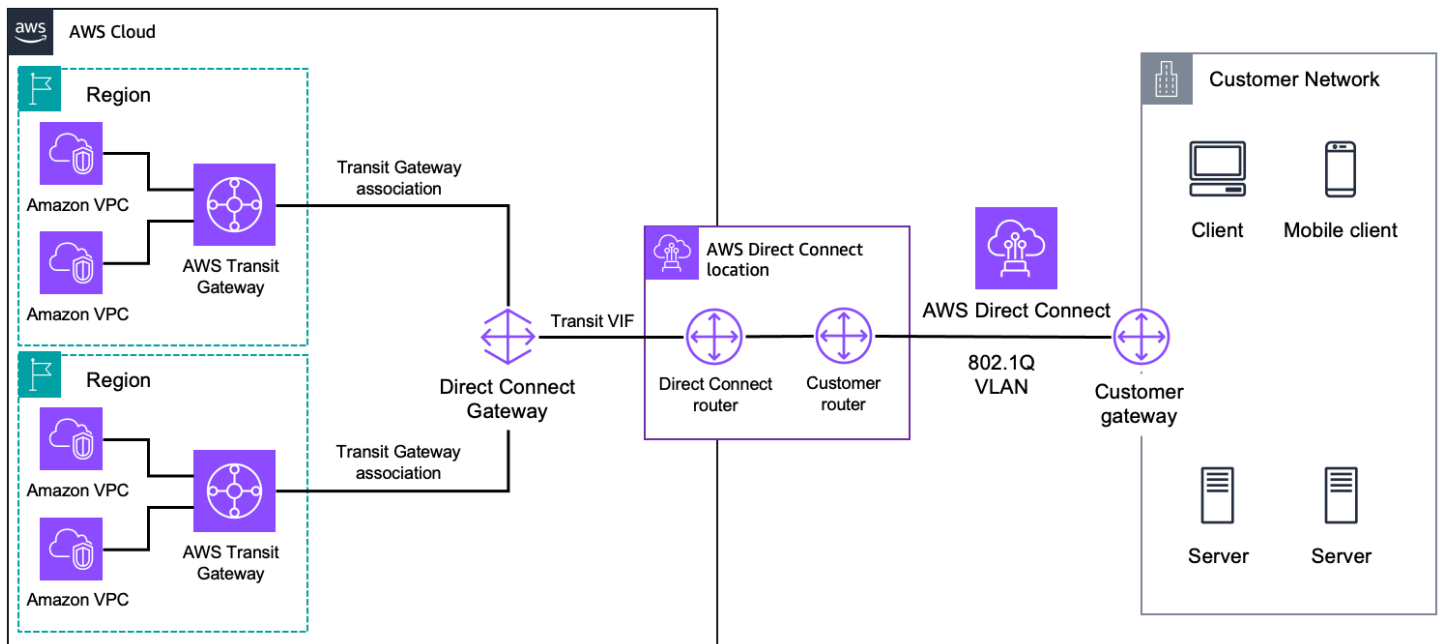 aws
AWS Cloud
Region
Amazon VPC
Amazon VPC
AWS Transit
Gateway
Transit Gateway
association
Region
Amazon VPC
Amazon VPC
AWS Transit
Gateway
Transit Gateway
association
Direct Connect
Gateway
Transit VIF
AWS Direct Connect
location
Direct Connect
router
Customer
router
AWS Direct Connect
802.1Q
VLAN
Customer
gateway
Customer Network
Client
Mobile client
Server
Server